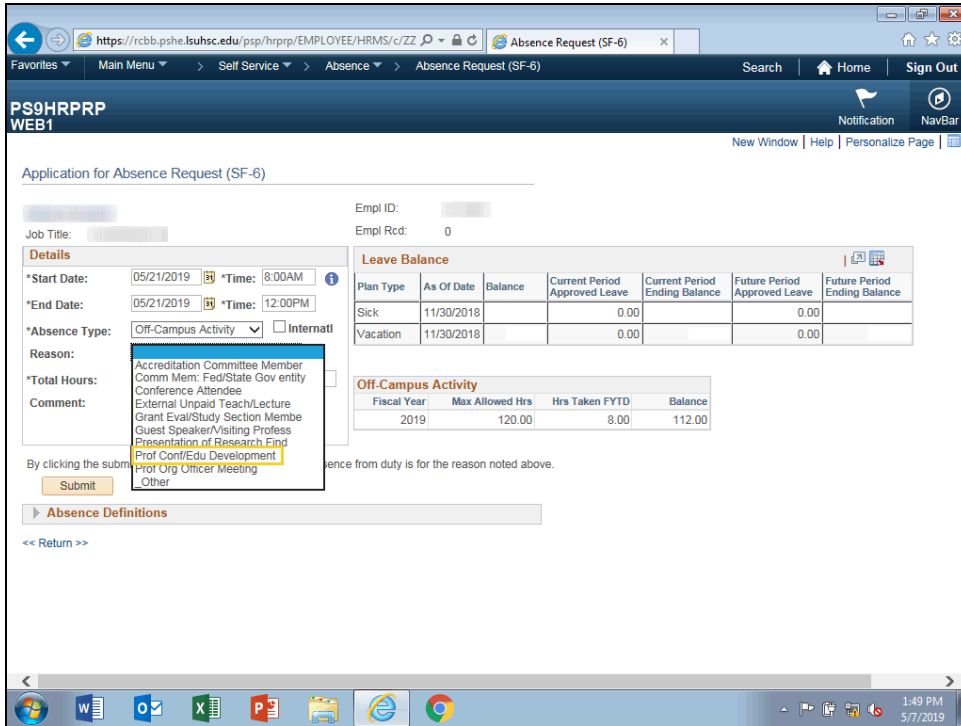 https://rcbb.pshe.lsuhsc.edu/psp/hrprp/EMPLOYEE/HRMS/c/ZZ
Absence Request (SF-6)
Favorites Main Menu > Self Service > Absence > Absence Request (SF-6) Search Home Sign Out
PS9HRPRP
WEB1
Notification NavBar
New Window | Help | Personalize Page |
Application for Absence Request (SF-6)
Empl ID:
Job Title: Empl Rcd: 0
Details
*Start Date: 05/21/2019 *Time: 8:00AM
*End Date: 05/21/2019 *Time: 12:00PM
*Absence Type: Off-Campus Activity Internatl
Reason:
*Total Hours:
Comment:
Accreditation Committee Member
Comm Mem: Fed/State Gov entity
Conference Attendee
External Unpaid Teach/Lecture
Grant Eval/Study Section Membe
Guest Speaker/Visiting Profess
Presentation of Research Find
Prof Conf/Edu Development
Prof Org Officer Meeting
_Other
Leave Balance
Plan Type As Of Date Balance Current Period Approved Leave Current Period Ending Balance Future Period Approved Leave Future Period Ending Balance
Sick 11/30/2018 0.00 0.00
Vacation 11/30/2018 0.00 0.00
Off-Campus Activity
Fiscal Year Max Allowed Hrs Hrs Taken FYTD Balance
2019 120.00 8.00 112.00
By clicking the subm sence from duty is for the reason noted above.
Submit
Absence Definitions
<< Return >>
1:49 PM
5/7/2019